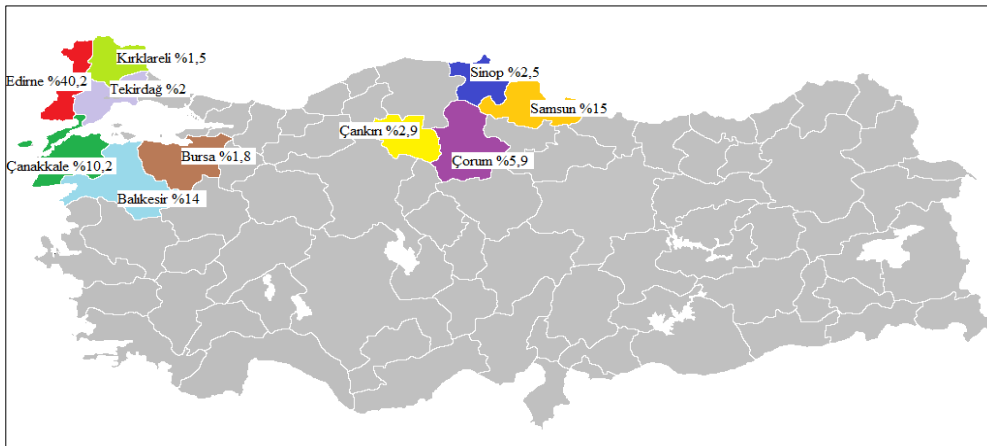 Kırklareli %1,5
Edirne %40,2
Tekirdağ %2
Sinop %2,5
Samsun %15
Çankırı %2,9
Çanakkale %10,2
Bursa %1,8
Çorum %5,9
Balıkesir %14